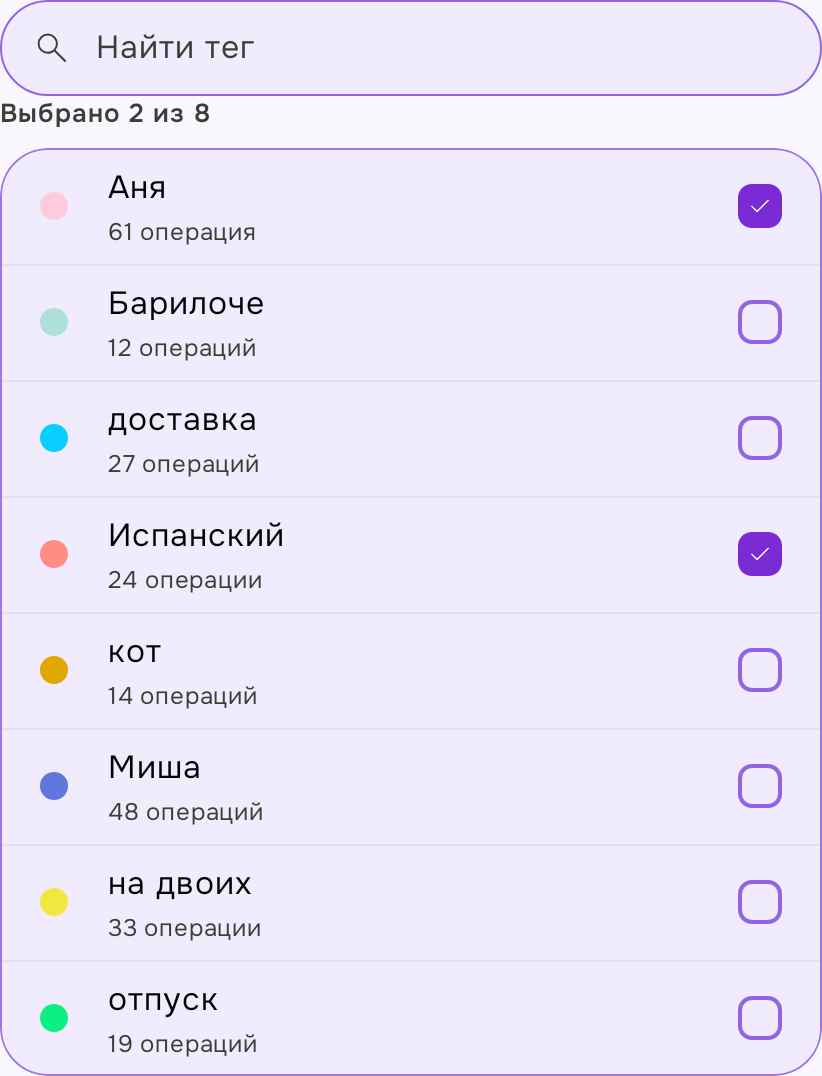 Найти тег
Выбрано 2 из 8
Аня
61 операция
Барилоче
12 операций
доставка
27 операций
Испанский
24 операции
кот
14 операций
Миша
48 операций
на двоих
33 операции
отпуск
19 операций